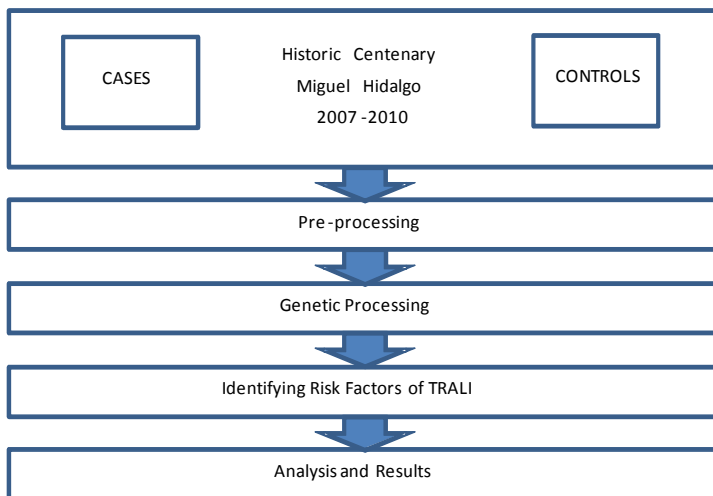 CASES
Historic Centenary
Miguel Hidalgo
2007-2010
CONTROLS
Pre-processing
Genetic Processing
Identifying Risk Factors of TRALI
Analysis and Results